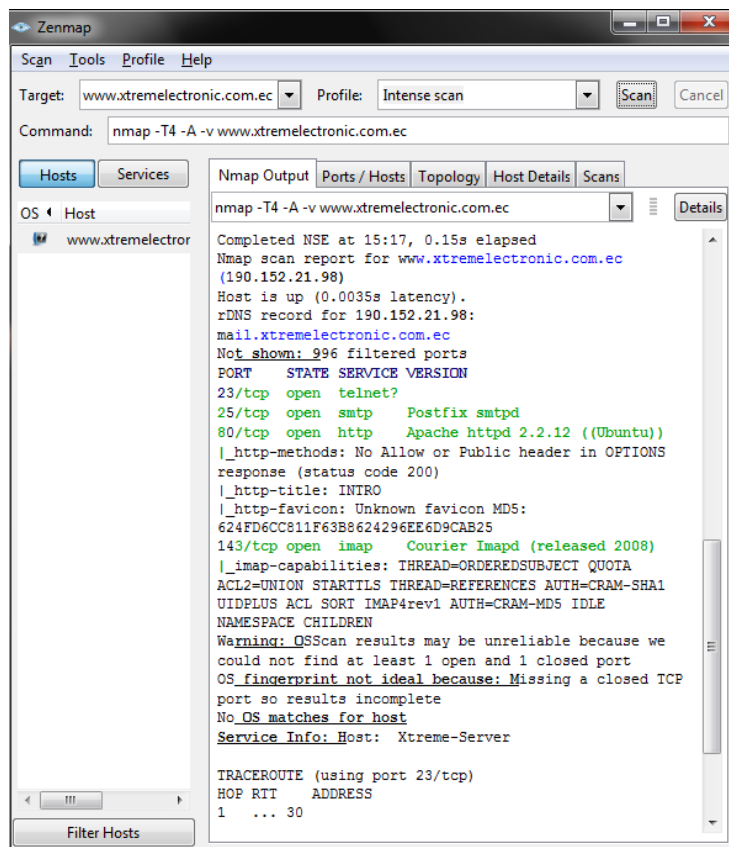 Zenmap
Scan Tools Profile Help
Target: www.xtremelectronic.com.ec Profile: Intense scan Scan Cancel
Command: nmap -T4 -A -v www.xtremelectronic.com.ec
Hosts Services
OS Host
www.xtremelectror
Nmap Output Ports / Hosts Topology Host Details Scans
nmap -T4 -A -v www.xtremelectronic.com.ec Details
Completed NSE at 15:17, 0.15s elapsed
Nmap scan report for www.xtremelectronic.com.ec
(190.152.21.98)
Host is up (0.0035s latency).
rDNS record for 190.152.21.98:
mail.xtremelectronic.com.ec
Not shown: 996 filtered ports
PORT STATE SERVICE VERSION
23/tcp open telnet?
25/tcp open smtp Postfix smtpd
80/tcp open http Apache httpd 2.2.12 ((Ubuntu))
|_http-methods: No Allow or Public header in OPTIONS
response (status code 200)
|_http-title: INTRO
|_http-favicon: Unknown favicon MD5:
624FD6CC811F63B8624296EE6D9CAB25
143/tcp open imap Courier Imapd (released 2008)
|_imap-capabilities: THREAD=ORDEREDSUBJECT QUOTA
ACL2=UNION STARTTLS THREAD=REFERENCES AUTH=CRAM-SHA1
UIDPLUS ACL SORT IMAP4rev1 AUTH=CRAM-MD5 IDLE
NAMESPACE CHILDREN
Warning: OSScan results may be unreliable because we
could not find at least 1 open and 1 closed port
OS fingerprint not ideal because: Missing a closed TCP
port so results incomplete
No OS matches for host
Service Info: Host: Xtreme-Server
TRACEROUTE (using port 23/tcp)
HOP RTT ADDRESS
1 ... 30
Filter Hosts